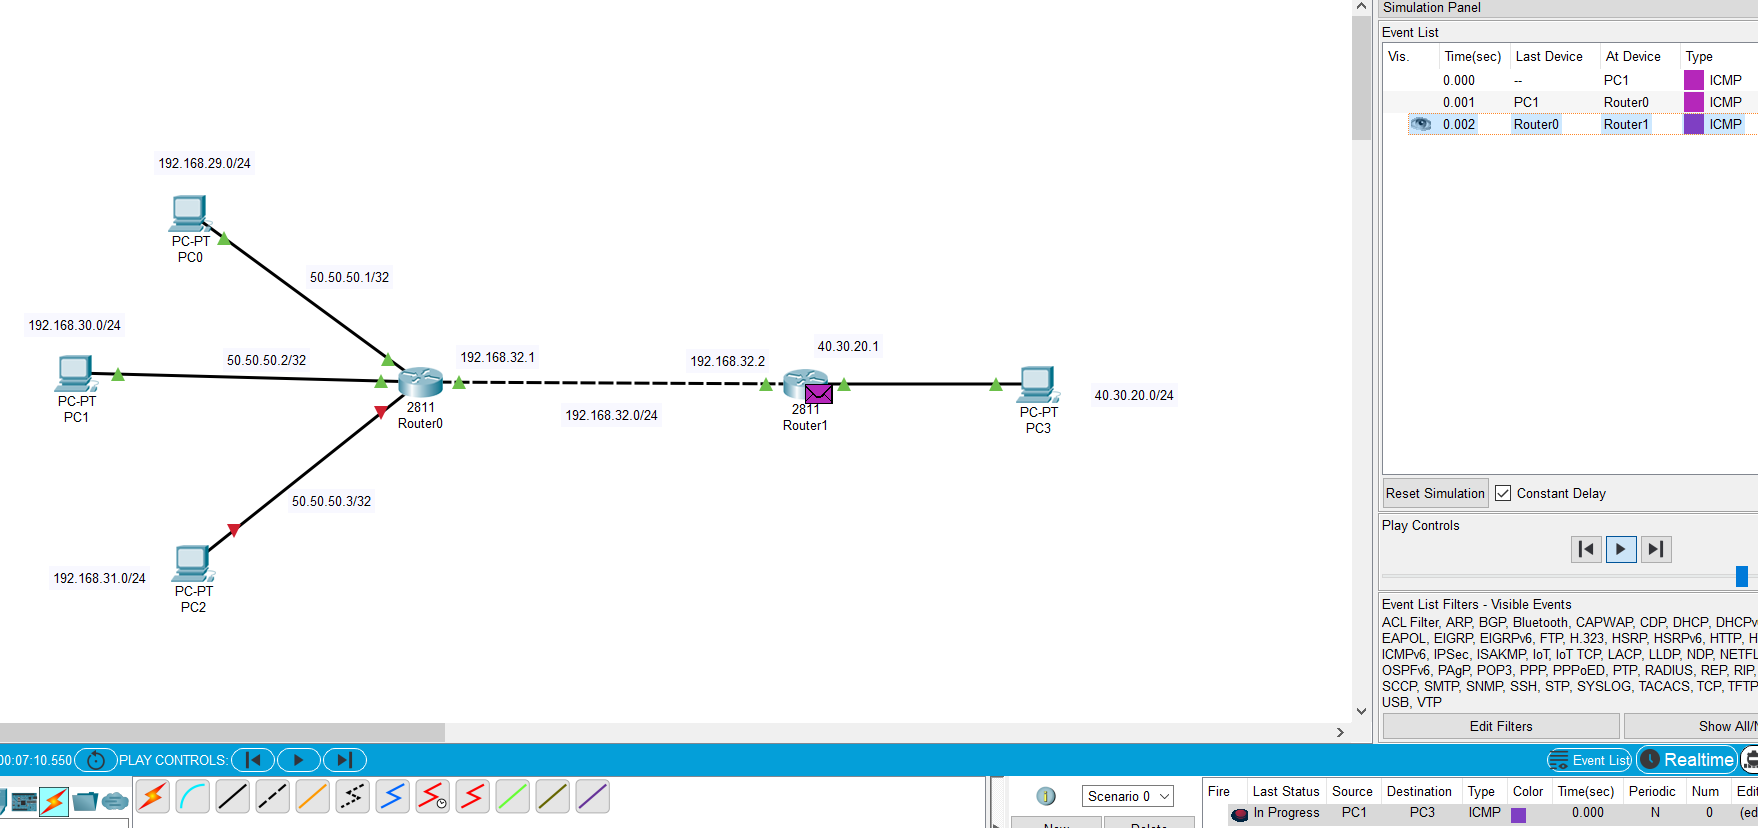 192.168.29.0/24
PC-PT
PC0
50.50.50.1/32
192.168.30.0/24
50.50.50.2/32
PC-PT
PC1
192.168.32.1
2811
Router0
192.168.32.0/24
192.168.32.2
40.30.20.1
2811
Router1
PC-PT
PC3
40.30.20.0/24
50.50.50.3/32
192.168.31.0/24
PC-PT
PC2
Simulation Panel
Event List
Vis. Time(sec) Last Device At Device Type
0.000 -- PC1 ICMP
0.001 PC1 Router0 ICMP
0.002 Router0 Router1 ICMP
Reset Simulation Constant Delay
Play Controls
Event List Filters - Visible Events
ACL Filter, ARP, BGP, Bluetooth, CAPWAP, CDP, DHCP, DHCPv
EAPOL, EIGRP, EIGRPv6, FTP, H.323, HSRP, HSRPv6, HTTP, H
ICMPv6, IPSec, ISAKMP, IoT, IoT TCP, LACP, LLDP, NDP, NETFL
OSPFv6, PAgP, POP3, PPP, PPPoED, PTP, RADIUS, REP, RIP,
SCCP, SMTP, SNMP, SSH, STP, SYSLOG, TACACS, TCP, TFTP
USB, VTP
Edit Filters Show All/N
00:07:10.550 PLAY CONTROLS: Event List Realtime
Scenario 0
New Delete
Fire Last Status Source Destination Type Color Time(sec) Periodic Num Edit
In Progress PC1 PC3 ICMP 0.000 N 0 (ed